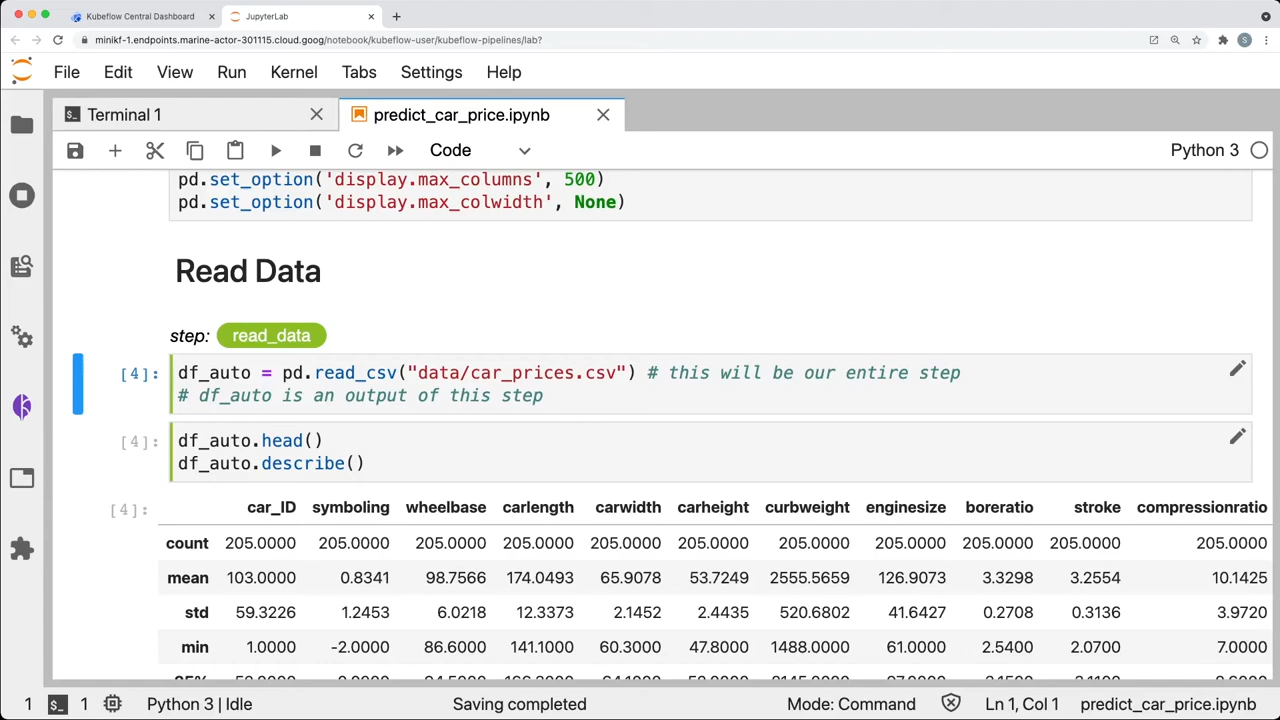 Kubeflow Central Dashboard
JupyterLab
minikf-1.endpoints.marine-actor-301115.cloud.goog/notebook/kubeflow-user/kubeflow-pipelines/lab?
S
File Edit View Run Kernel Tabs Settings Help
Terminal 1
predict_car_price.ipynb
Code
Python 3
pd.set_option('display.max_columns', 500)
pd.set_option('display.max_colwidth', None)
Read Data
step: read_data
[4]: df_auto = pd.read_csv("data/car_prices.csv") # this will be our entire step
# df_auto is an output of this step
[4]: df_auto.head()
df_auto.describe()
[4]: car_ID symboling wheelbase carlength carwidth carheight curbweight enginesize boreratio stroke compressionratio
count 205.0000 205.0000 205.0000 205.0000 205.0000 205.0000 205.0000 205.0000 205.0000 205.0000 205.0000
mean 103.0000 0.8341 98.7566 174.0493 65.9078 53.7249 2555.5659 126.9073 3.3298 3.2554 10.1425
std 59.3226 1.2453 6.0218 12.3373 2.1452 2.4435 520.6802 41.6427 0.2708 0.3136 3.9720
min 1.0000 -2.0000 86.6000 141.1000 60.3000 47.8000 1488.0000 61.0000 2.5400 2.0700 7.0000
1 $_ 1 Python 3 | Idle Saving completed Mode: Command Ln 1, Col 1 predict_car_price.ipynb